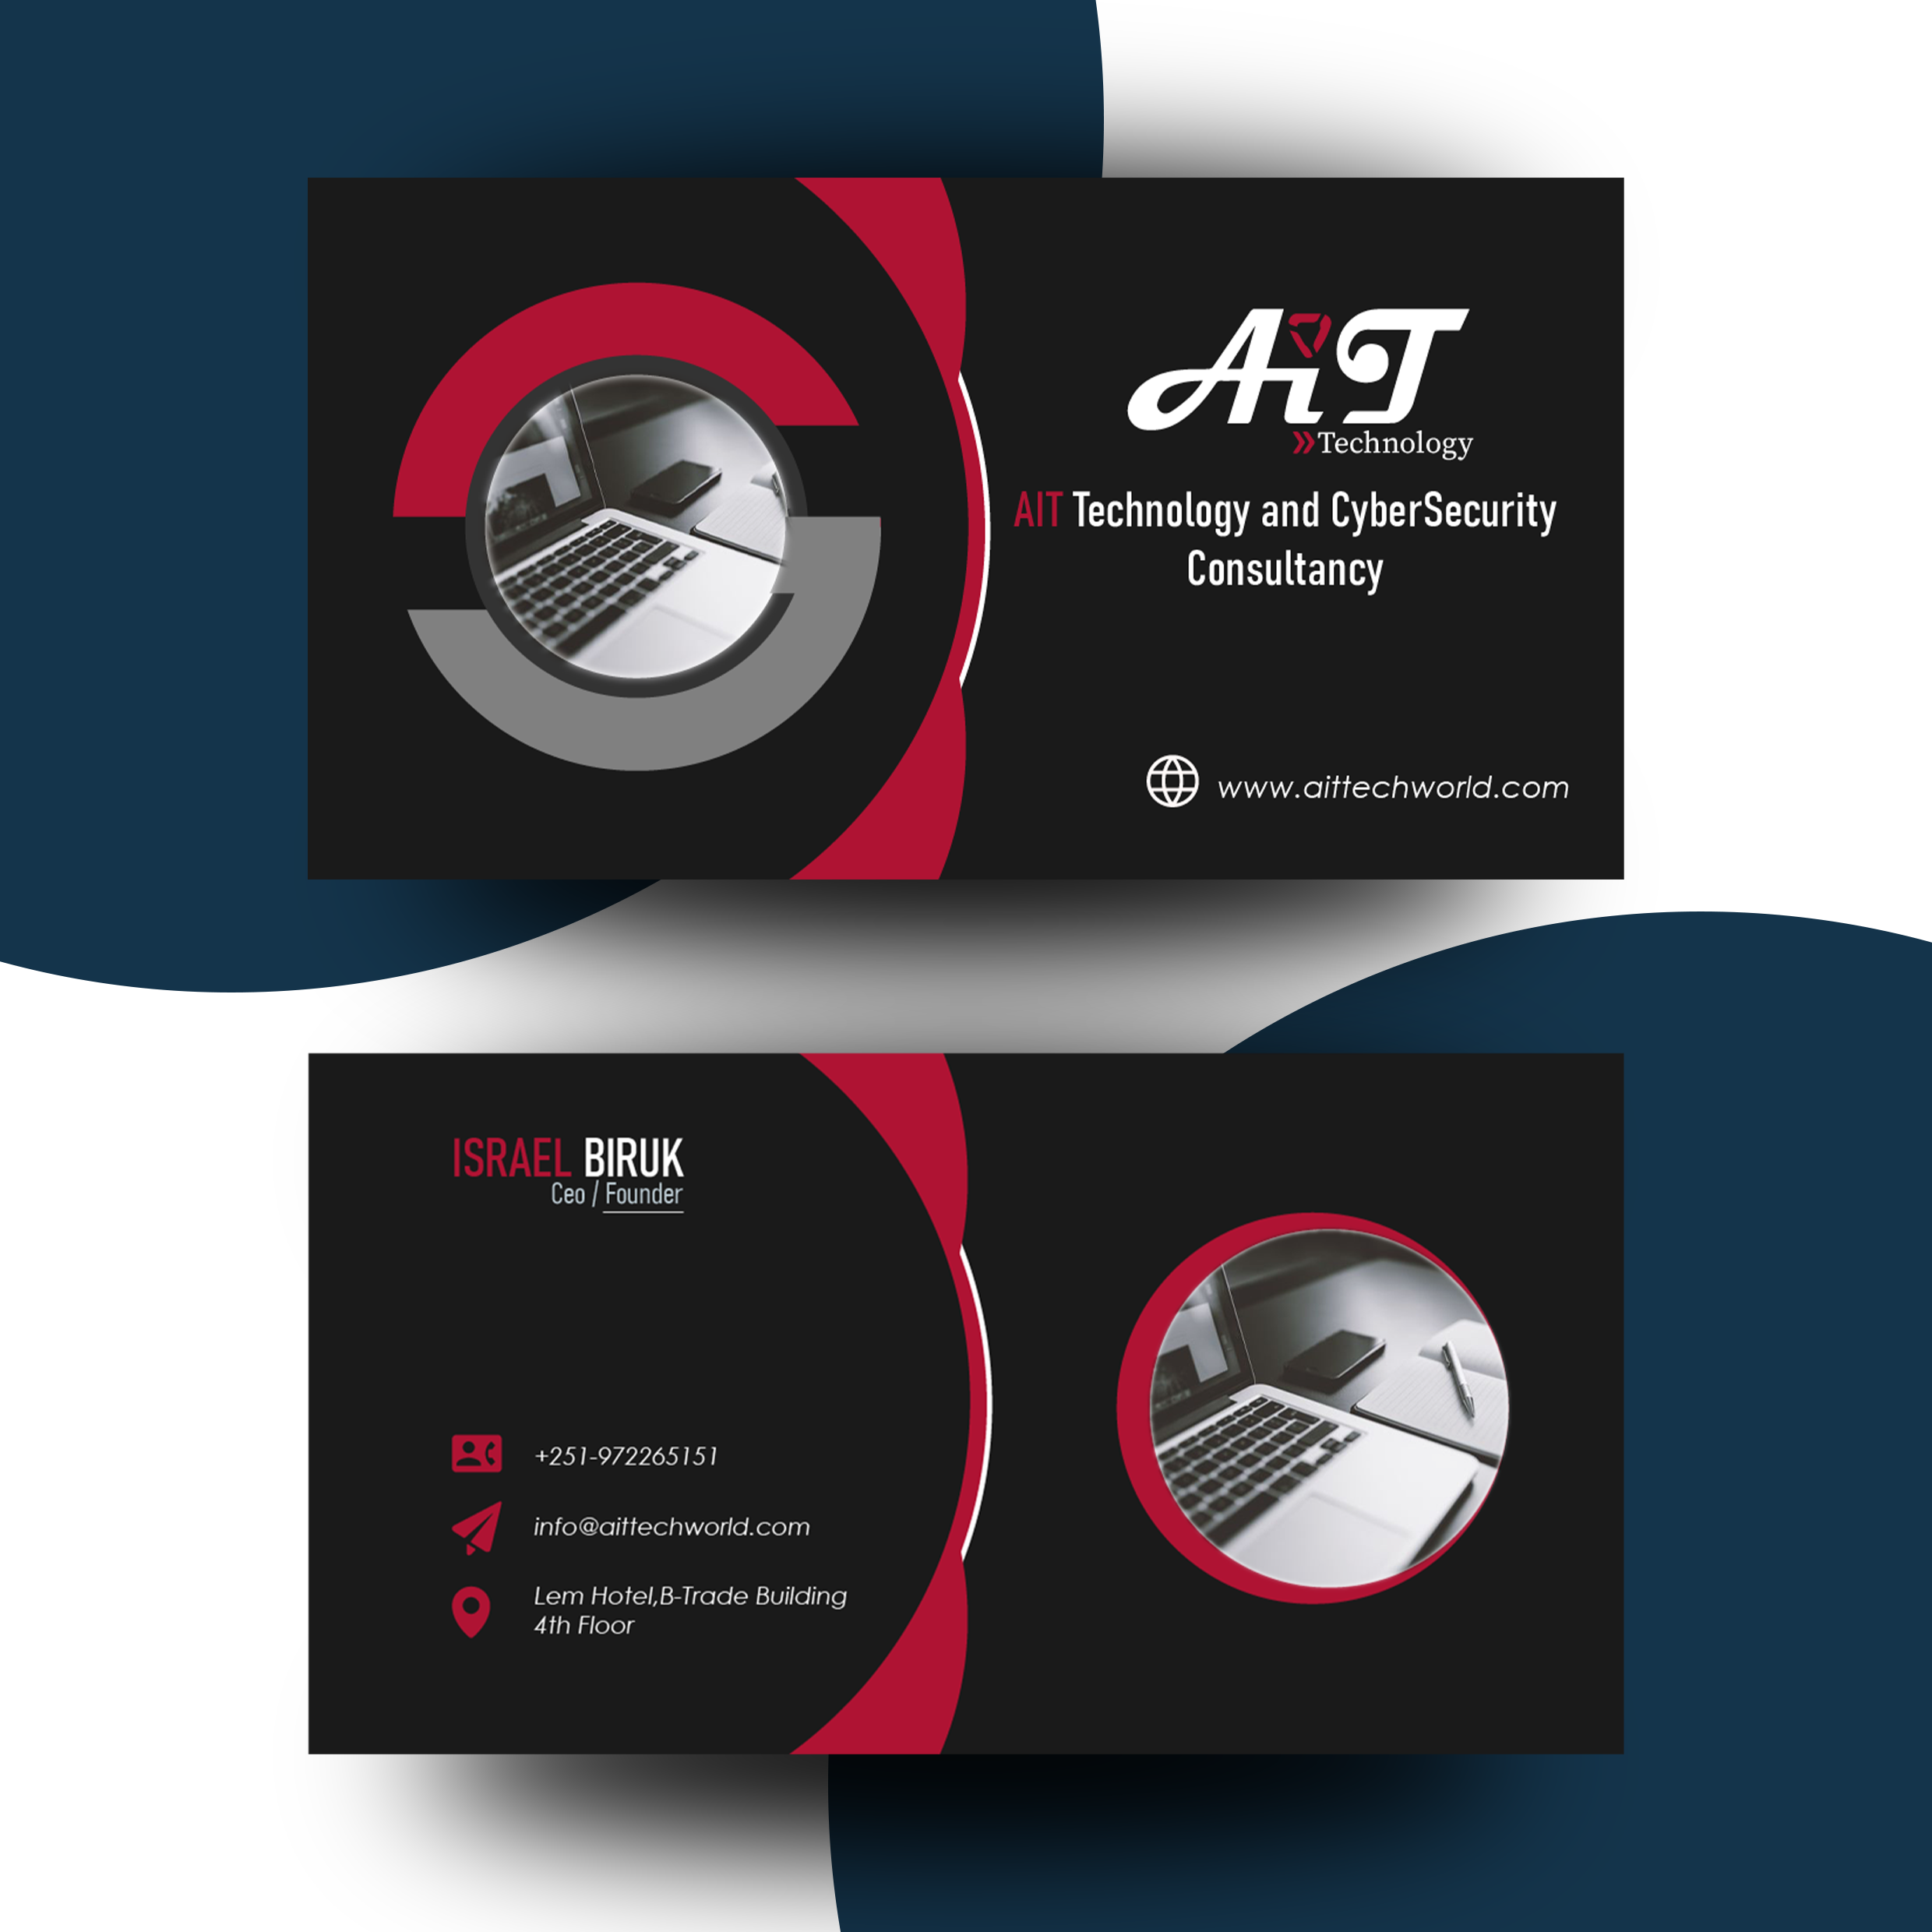 AiT
Technology
AIT Technology and CyberSecurity
Consultancy
www.aittechworld.com
ISRAEL BIRUK
Ceo / Founder
+251-972265151
info@aittechworld.com
Lem Hotel,B-Trade Building
4th Floor